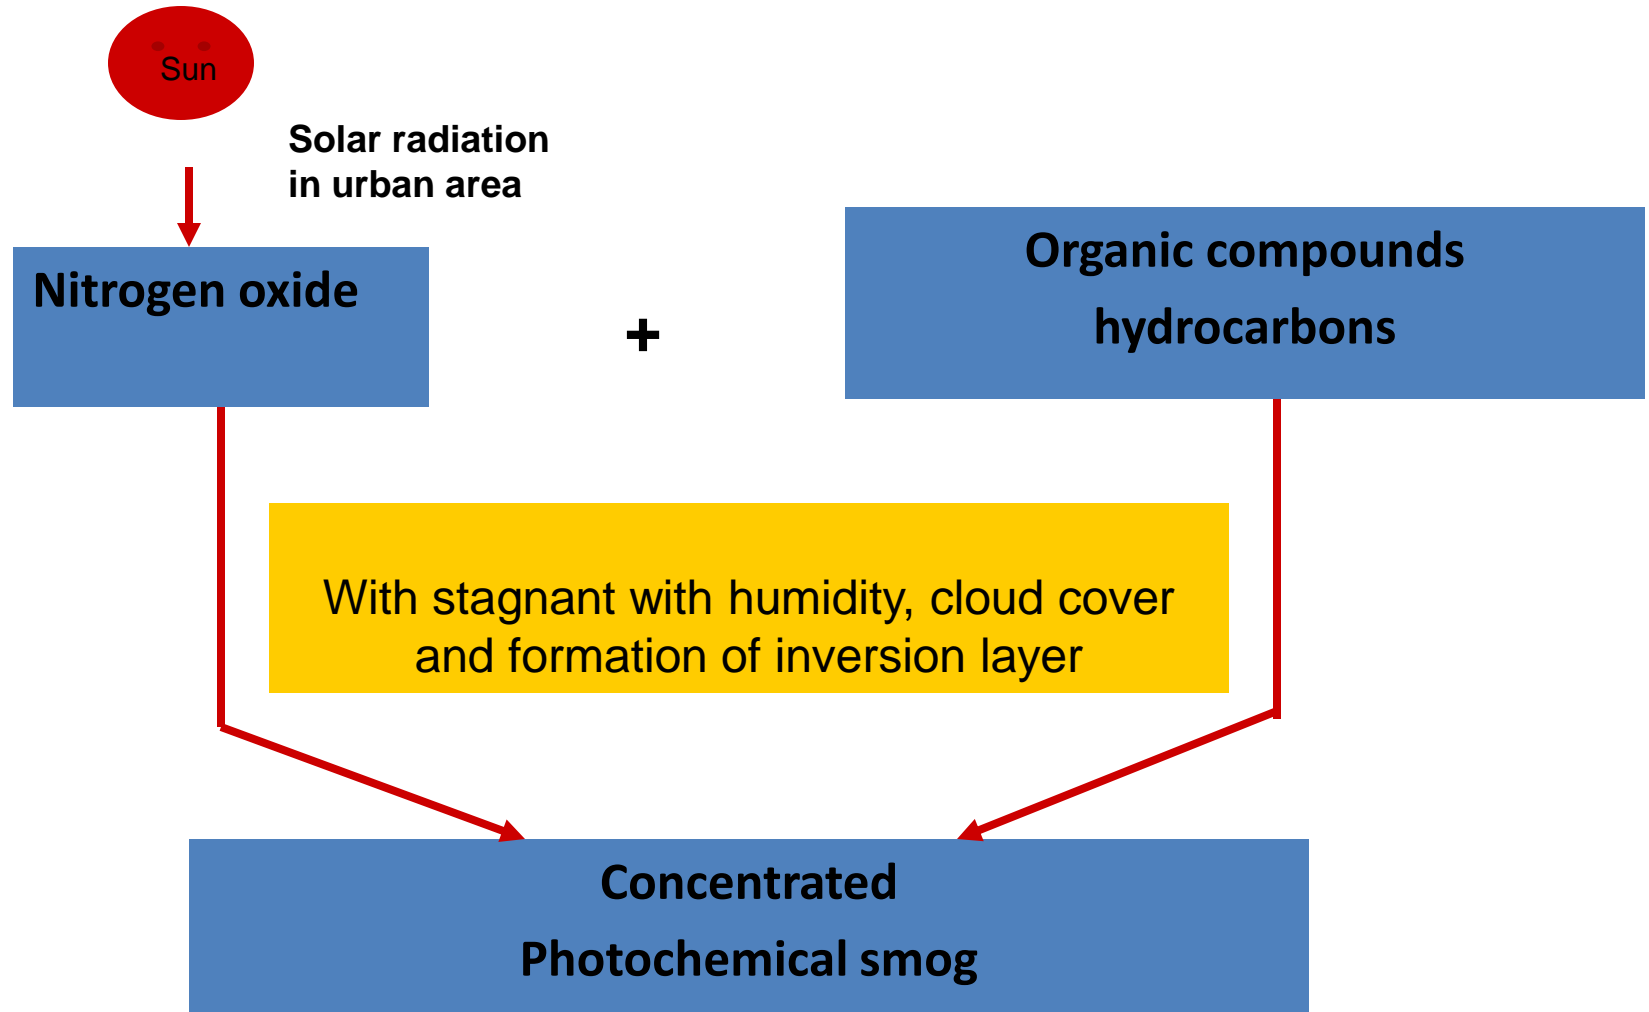 Sun
Solar radiation
in urban area
Nitrogen oxide
+
Organic compounds
hydrocarbons
With stagnant with humidity, cloud cover
and formation of inversion layer
Concentrated
Photochemical smog